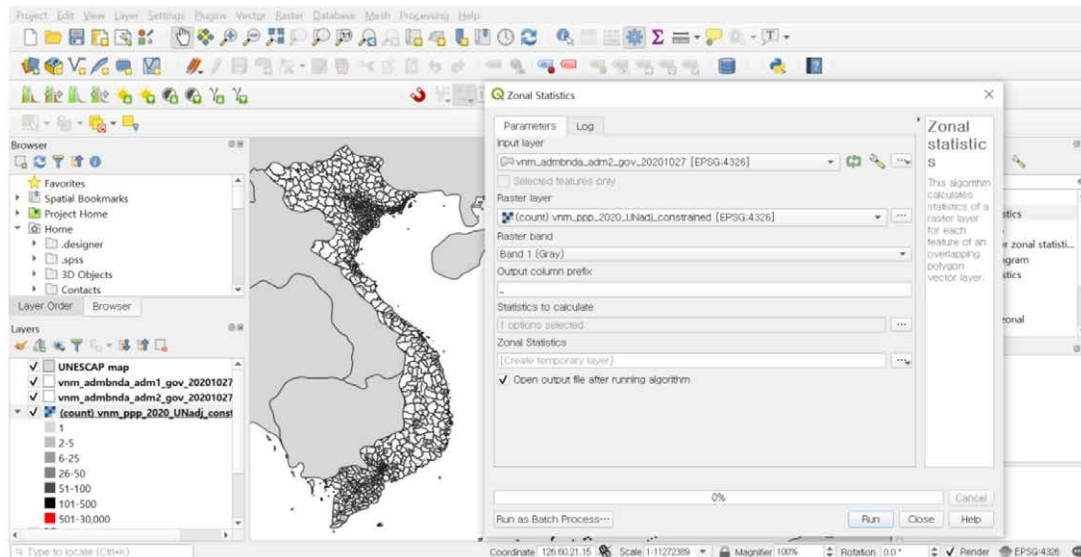 Project Edit View Layer Settings Plugins Vector Raster Database Mesh Processing Help
Zonal Statistics
Parameters Log
Input layer
vnm_admbnda_adm2_gov_20201027 [EPSG:4326]
Selected features only
Raster layer
(count) vnm_ppp_2020_UNadj_constrained [EPSG:4326]
Raster band
Band 1 (Gray)
Output column prefix
_
Statistics to calculate
1 options selected
Zonal Statistics
[Create temporary layer]
Open output file after running algorithm
0%
Cancel
Run as Batch Process…
Run Close Help
Zonal
statistic
s
This algorithm
calculates
statistics of a
raster layer
for each
feature of an
overlapping
polygon
vector layer.
stics
r zonal statisti...
gram
stics
zonal
Browser
Favorites
Spatial Bookmarks
Project Home
Home
.designer
.spss
3D Objects
Contacts
Layer Order Browser
Layers
UNESCAP map
vnm_admbnda_adm1_gov_20201027
vnm_admbnda_adm2_gov_20201027
(count) vnm_ppp_2020_UNadj_const
1
2-5
6-25
26-50
51-100
101-500
501-30,000
Type to locate (Ctrl+K)
Coordinate 126.60,21.15 Scale 1:11272389 Magnifier 100% Rotation 0.0° Render EPSG:4326